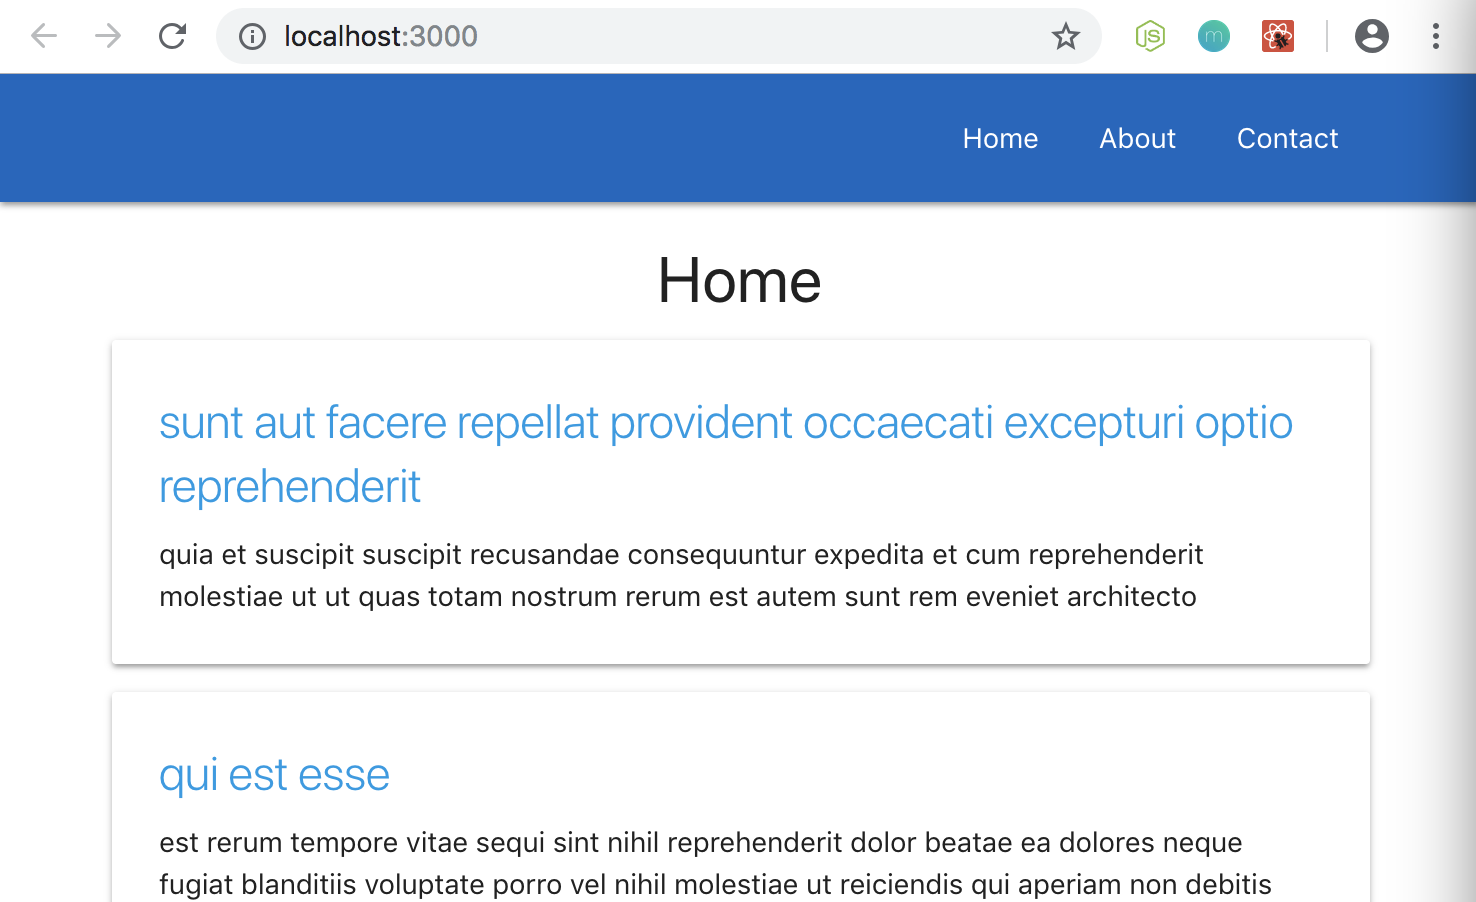 localhost:3000
JS
m
Home About Contact
Home
sunt aut facere repellat provident occaecati excepturi optio
reprehenderit
quia et suscipit suscipit recusandae consequuntur expedita et cum reprehenderit
molestiae ut ut quas totam nostrum rerum est autem sunt rem eveniet architecto
qui est esse
est rerum tempore vitae sequi sint nihil reprehenderit dolor beatae ea dolores neque
fugiat blanditiis voluptate porro vel nihil molestiae ut reiciendis qui aperiam non debitis